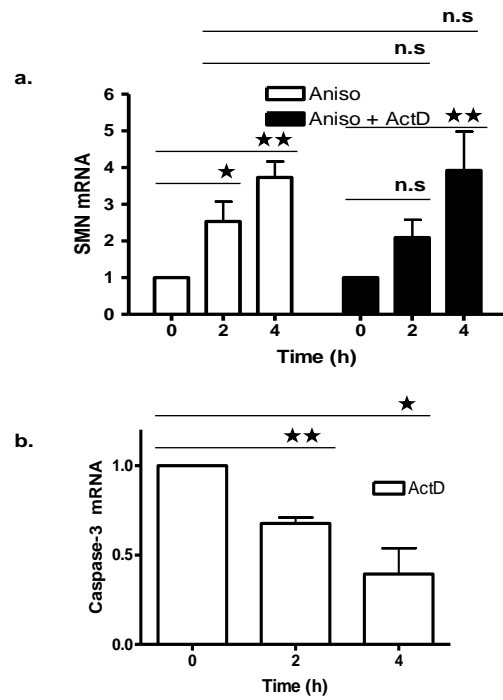 n.s
n.s
a.
Aniso
Aniso + ActD
★★
★★
★
n.s
SMN mRNA
6
5
4
3
2
1
0
0 2 4 0 2 4
Time (h)
b.
★
★★
ActD
Caspase-3 mRNA
1.0
0.5
0.0
0 2 4
Time (h)